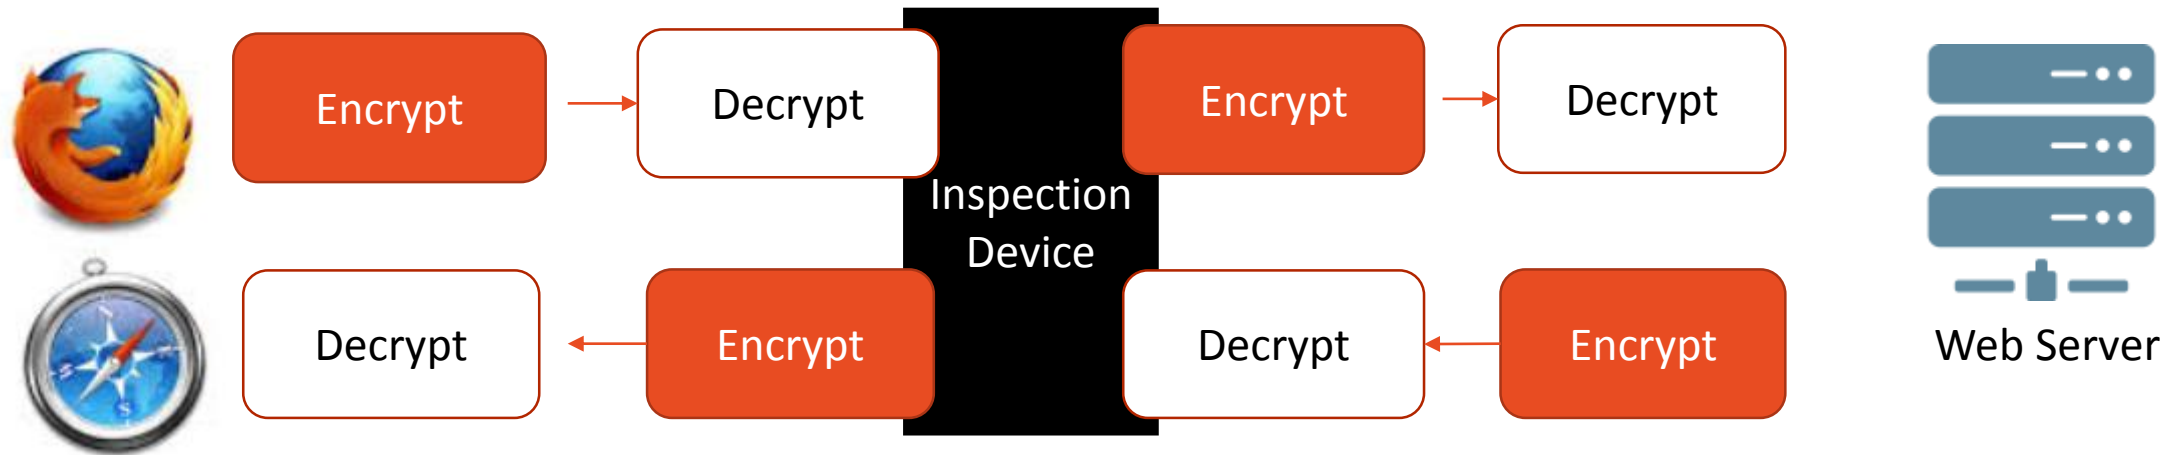 Encrypt
Decrypt
Encrypt
Decrypt
Inspection
Device
Decrypt
Encrypt
Decrypt
Encrypt
Web Server